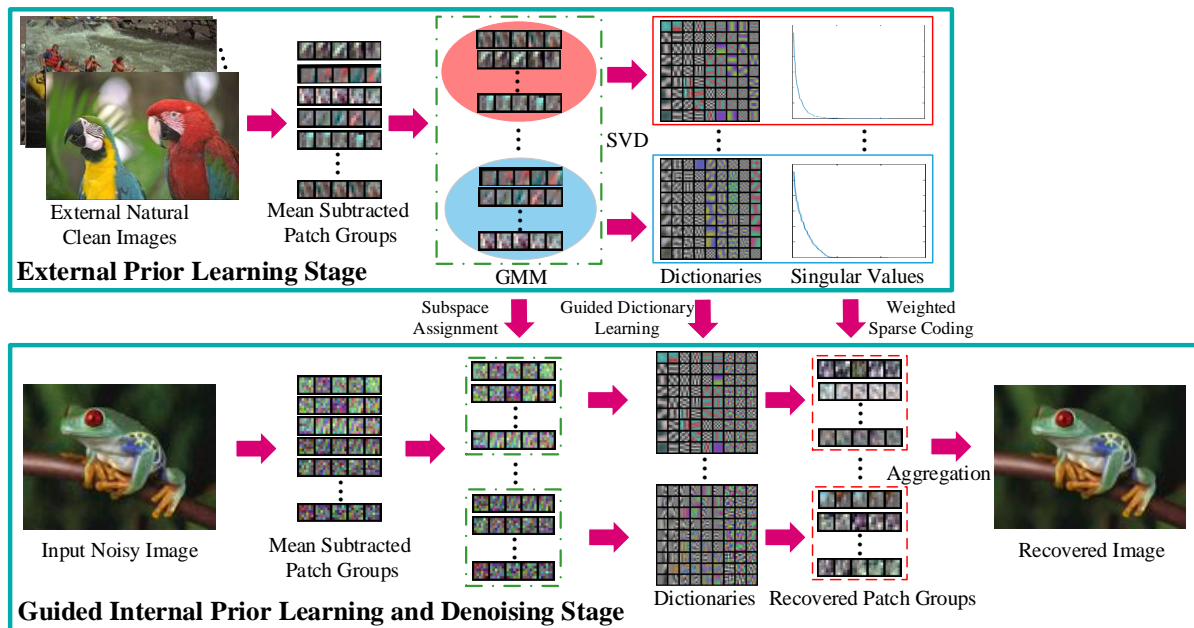 External Natural
Clean Images
Mean Subtracted
Patch Groups
GMM
SVD
Dictionaries
Singular Values
External Prior Learning Stage
Subspace
Assignment
Guided Dictionary
Learning
Weighted
Sparse Coding
Input Noisy Image
Mean Subtracted
Patch Groups
Dictionaries
Recovered Patch Groups
Aggregation
Recovered Image
Guided Internal Prior Learning and Denoising Stage